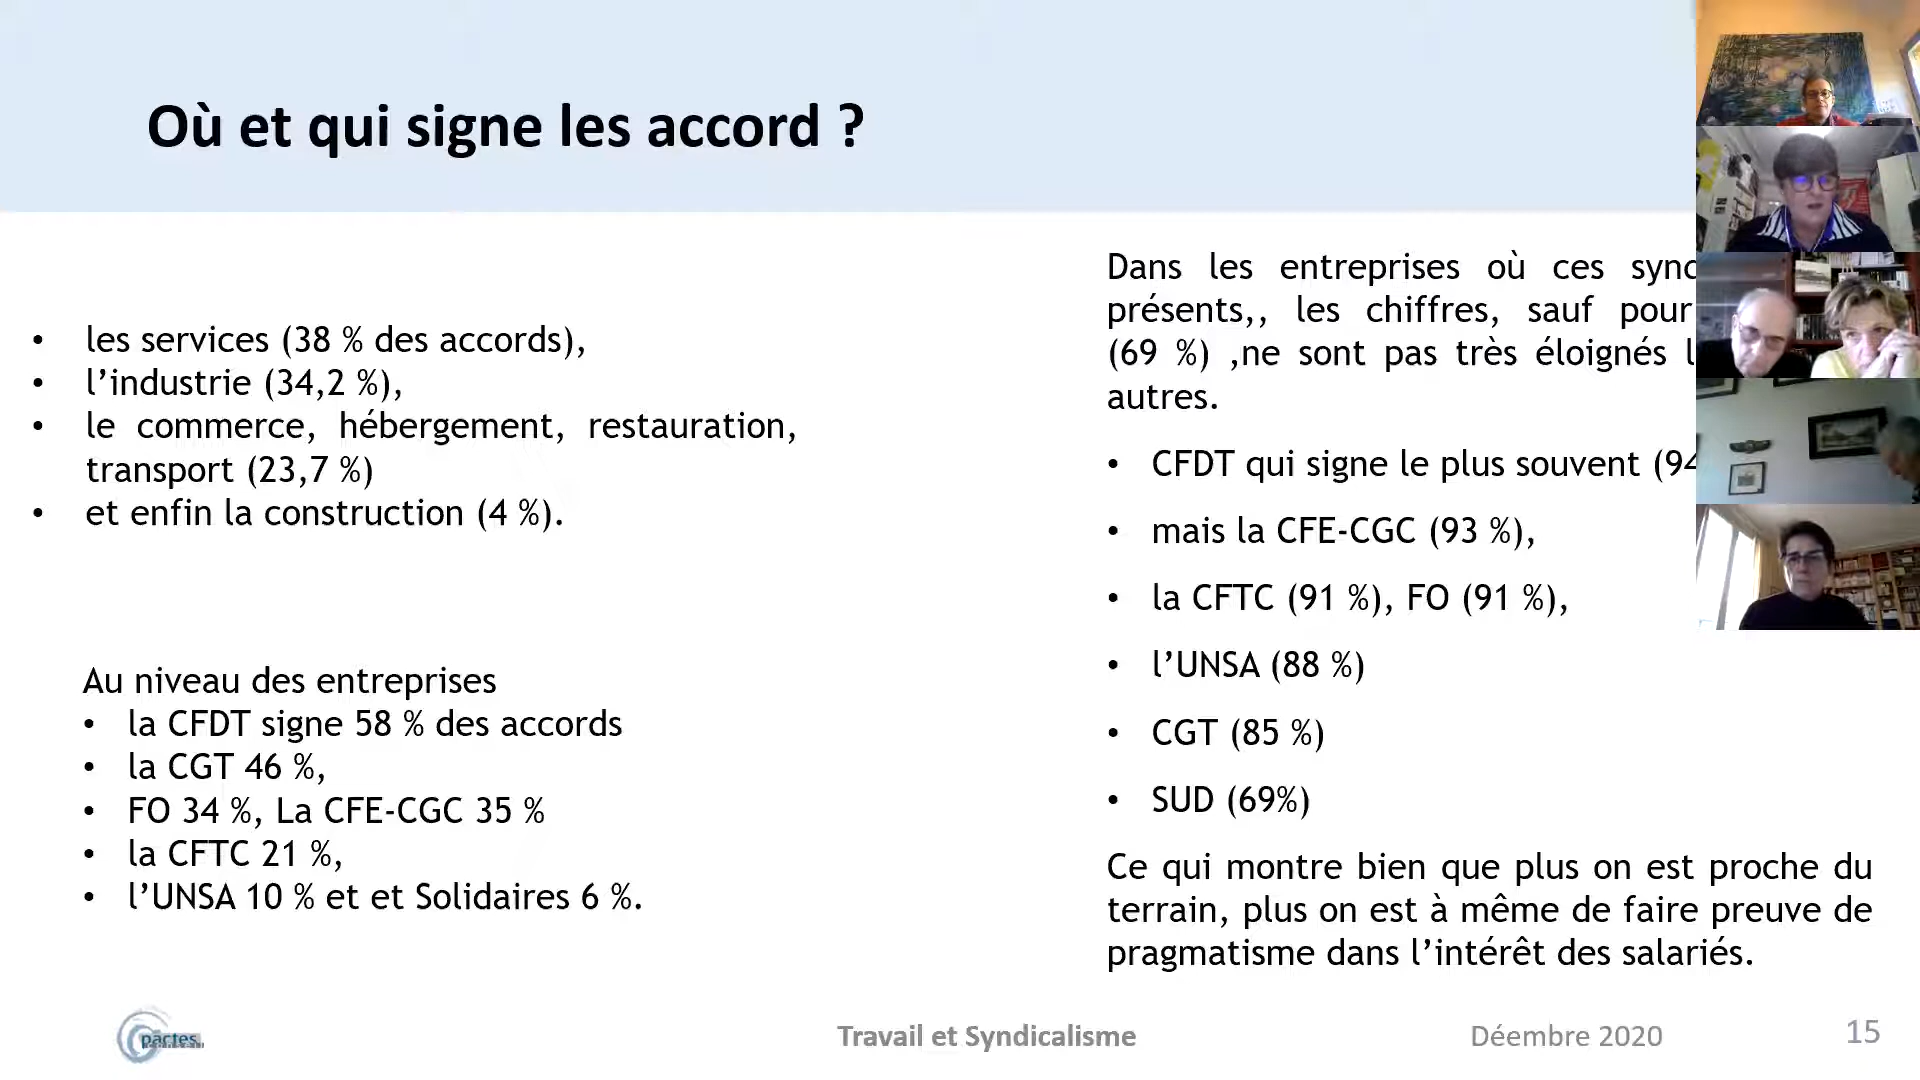 Où et qui signe les accord ?
• les services (38 % des accords),
• l’industrie (34,2 %),
• le commerce, hébergement, restauration,
transport (23,7 %)
• et enfin la construction (4 %).
Au niveau des entreprises
• la CFDT signe 58 % des accords
• la CGT 46 %,
• FO 34 %, La CFE-CGC 35 %
• la CFTC 21 %,
• l’UNSA 10 % et et Solidaires 6 %.
Dans les entreprises où ces
présents,, les chiffres, sauf pour
(69 %) ,ne sont pas très éloignés
autres.
• CFDT qui signe le plus souvent (94
• mais la CFE-CGC (93 %),
• la CFTC (91 %), FO (91 %),
• l’UNSA (88 %)
• CGT (85 %)
• SUD (69%)
Ce qui montre bien que plus on est proche du
terrain, plus on est à même de faire preuve de
pragmatisme dans l’intérêt des salariés.
pactes
conseil
Travail et Syndicalisme
Déembre 2020
15